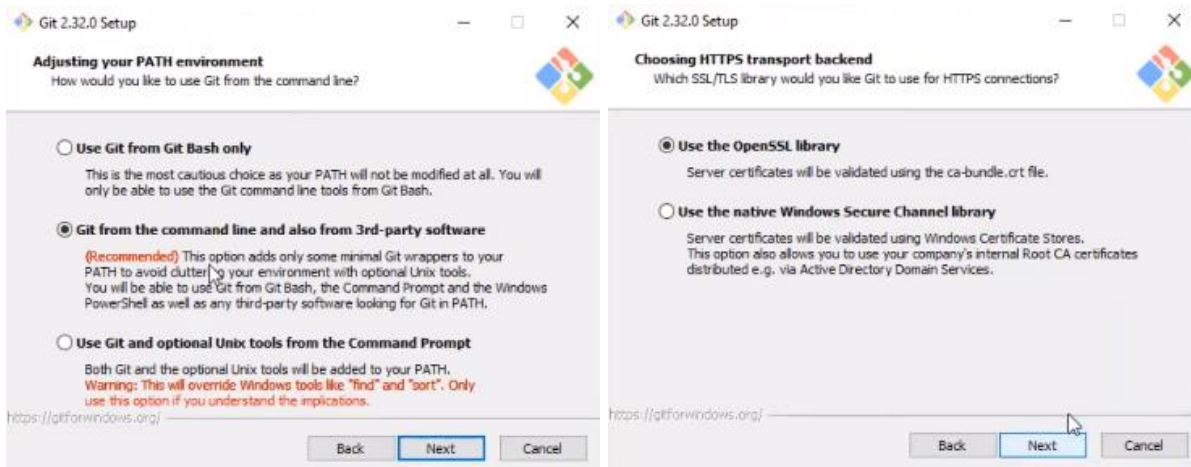 Git 2.32.0 Setup
Adjusting your PATH environment
How would you like to use Git from the command line?
Use Git from Git Bash only
This is the most cautious choice as your PATH will not be modified at all. You will
only be able to use the Git command line tools from Git Bash.
Git from the command line and also from 3rd-party software
(Recommended) This option adds only some minimal Git wrappers to your
PATH to avoid cluttering your environment with optional Unix tools.
You will be able to use Git from Git Bash, the Command Prompt and the Windows
PowerShell as well as any third-party software looking for Git in PATH.
Use Git and optional Unix tools from the Command Prompt
Both Git and the optional Unix tools will be added to your PATH.
Warning: This will override Windows tools like "find" and "sort". Only
use this option if you understand the implications.
https://gitforwindows.org/
Back Next Cancel
Git 2.32.0 Setup
Choosing HTTPS transport backend
Which SSL/TLS library would you like Git to use for HTTPS connections?
Use the OpenSSL library
Server certificates will be validated using the ca-bundle.crt file.
Use the native Windows Secure Channel library
Server certificates will be validated using Windows Certificate Stores.
This option also allows you to use your company's internal Root CA certificates
distributed e.g. via Active Directory Domain Services.
https://gitforwindows.org/
Back Next Cancel